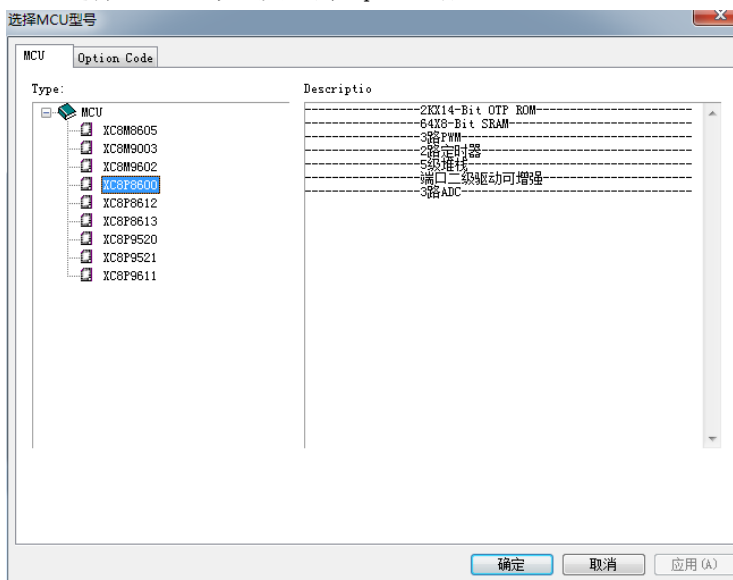 选择MCU型号
MCU
Option Code
Type:
Descriptio
MCU
XC8M8605
XC8M9003
XC8M9602
XC8P8600
XC8P8612
XC8P8613
XC8P9520
XC8P9521
XC8P9611
--------------2KX14-Bit OTP ROM--------------
--------------64X8-Bit SRAM--------------
--------------3路PWM--------------
--------------2路定时器--------------
--------------5级堆栈--------------
--------------端口二级驱动可增强--------------
--------------3路ADC--------------
确定
取消
应用(A)